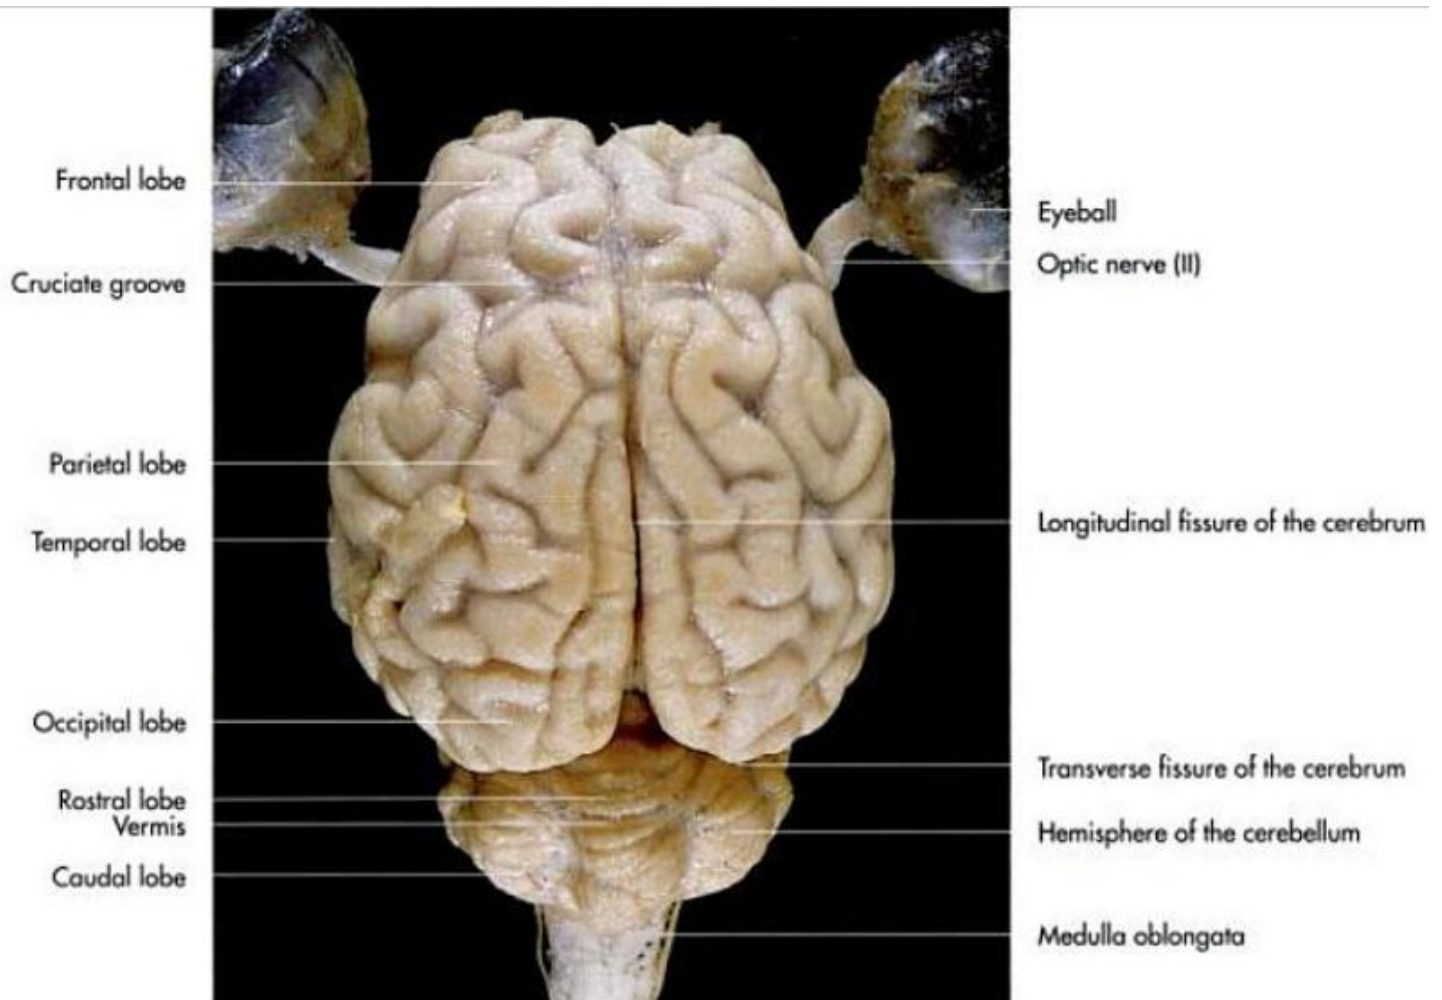 Frontal lobe
Cruciate groove
Parietal lobe
Temporal lobe
Occipital lobe
Rostral lobe
Vermis
Caudal lobe
Eyeball
Optic nerve (II)
Longitudinal fissure of the cerebrum
Transverse fissure of the cerebrum
Hemisphere of the cerebellum
Medulla oblongata